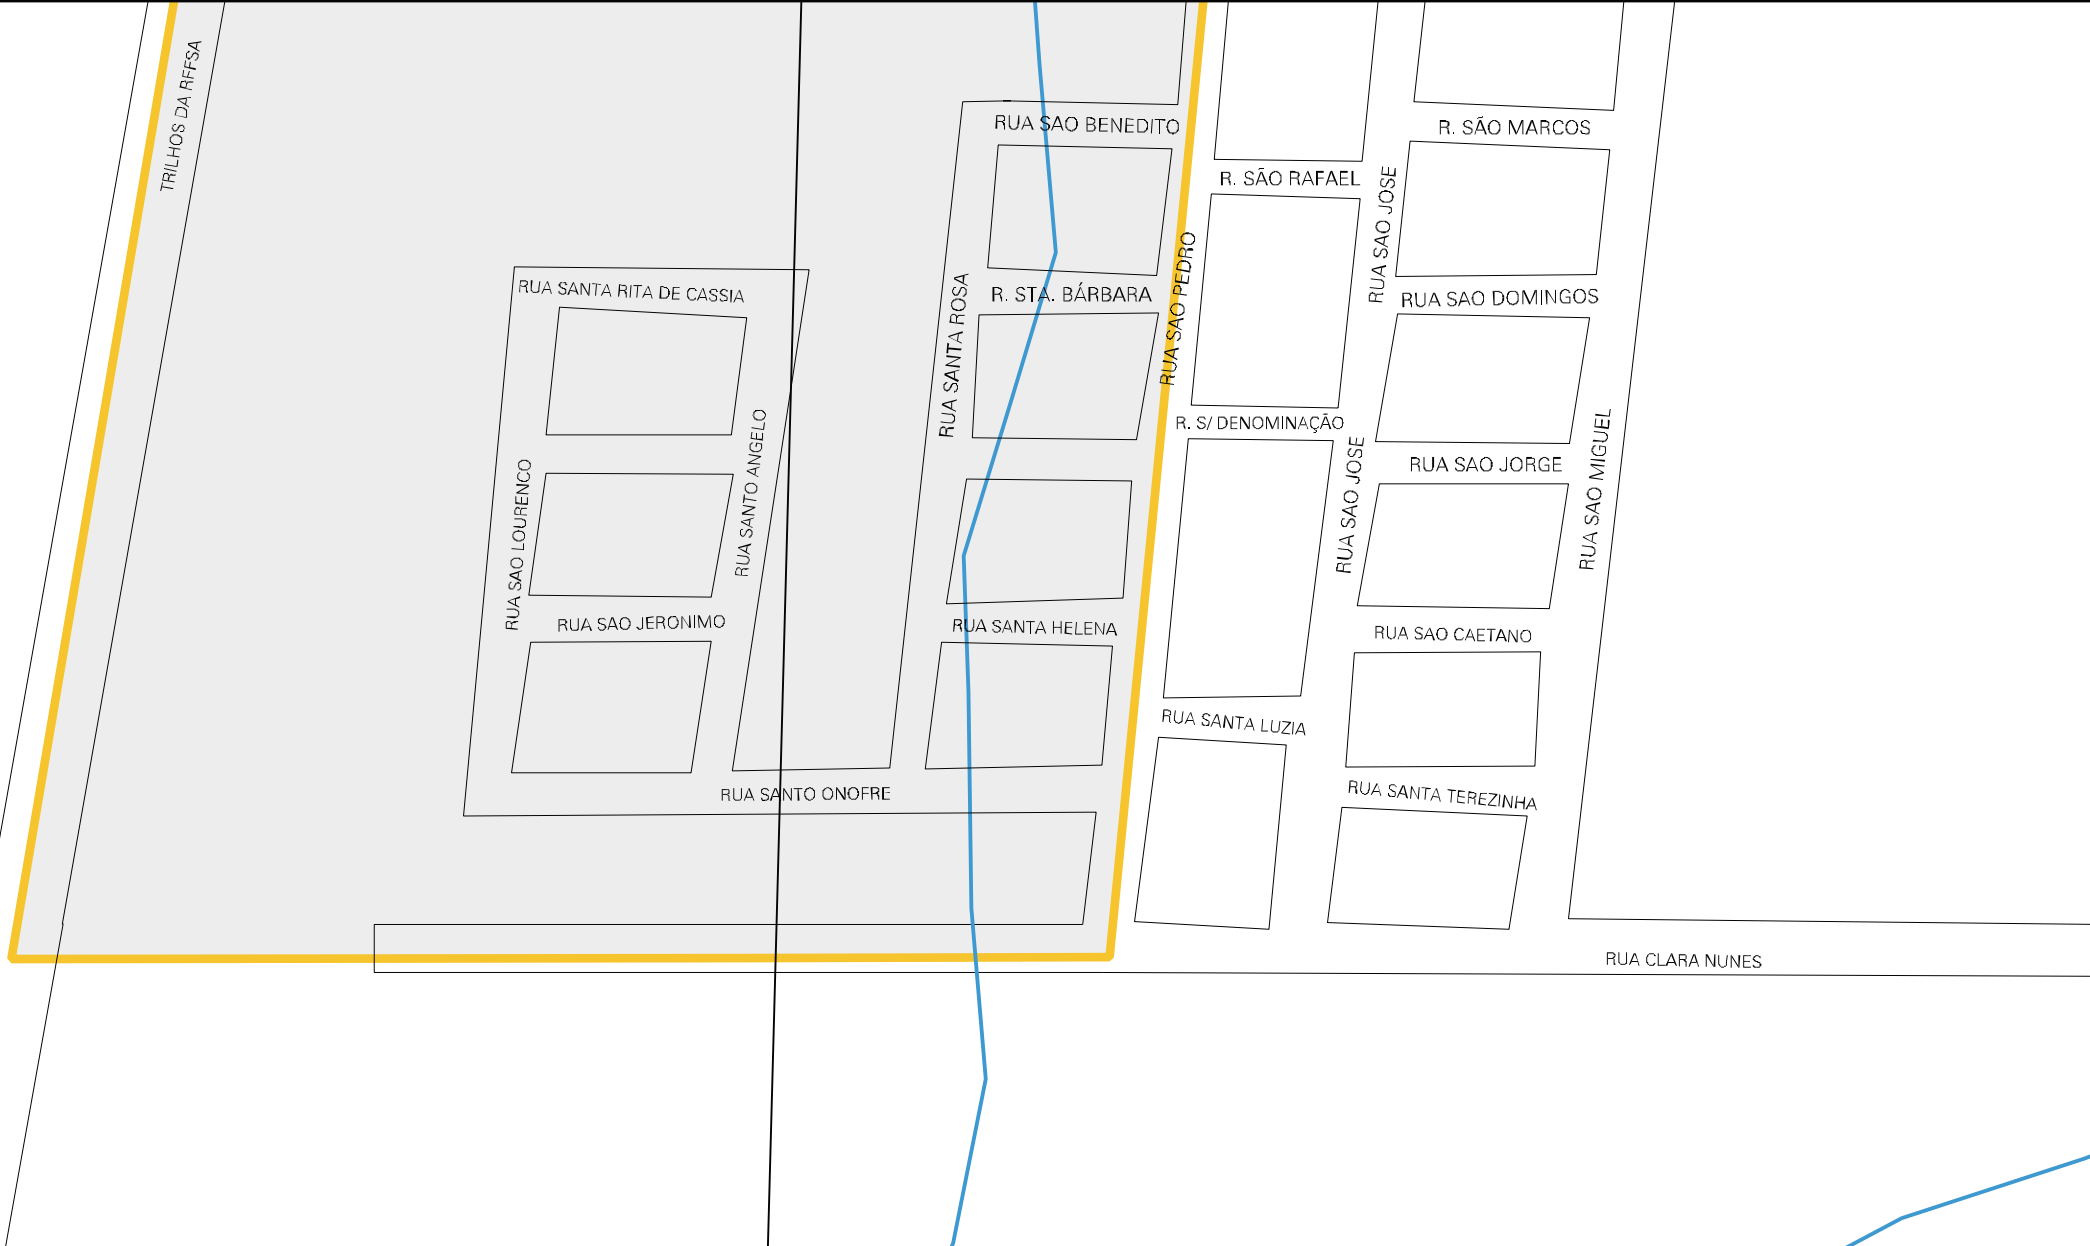 TRILHOS DA RFFSA
RUA SAO BENEDITO
R. SÃO MARCOS
R. SÃO RAFAEL
RUA SAO JOSE
RUA SAO PEDRO
RUA SANTA RITA DE CASSIA
RUA SANTA ROSA
R. STA. BÁRBARA
RUA SAO DOMINGOS
RUA SANTO ANGELO
R. S/ DENOMINAÇÃO
RUA SAO JOSE
RUA SAO JORGE
RUA SAO MIGUEL
RUA SAO LOURENCO
RUA SAO JERONIMO
RUA SANTA HELENA
RUA SAO CAETANO
RUA SANTA LUZIA
RUA SANTO ONOFRE
RUA SANTA TEREZINHA
RUA CLARA NUNES